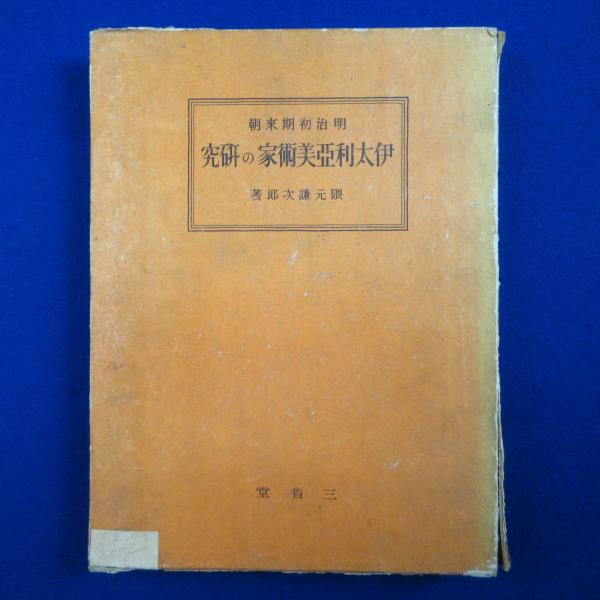 明治初期來朝
伊太利亞美術家の硏究
隈元謙次郎著
三省堂